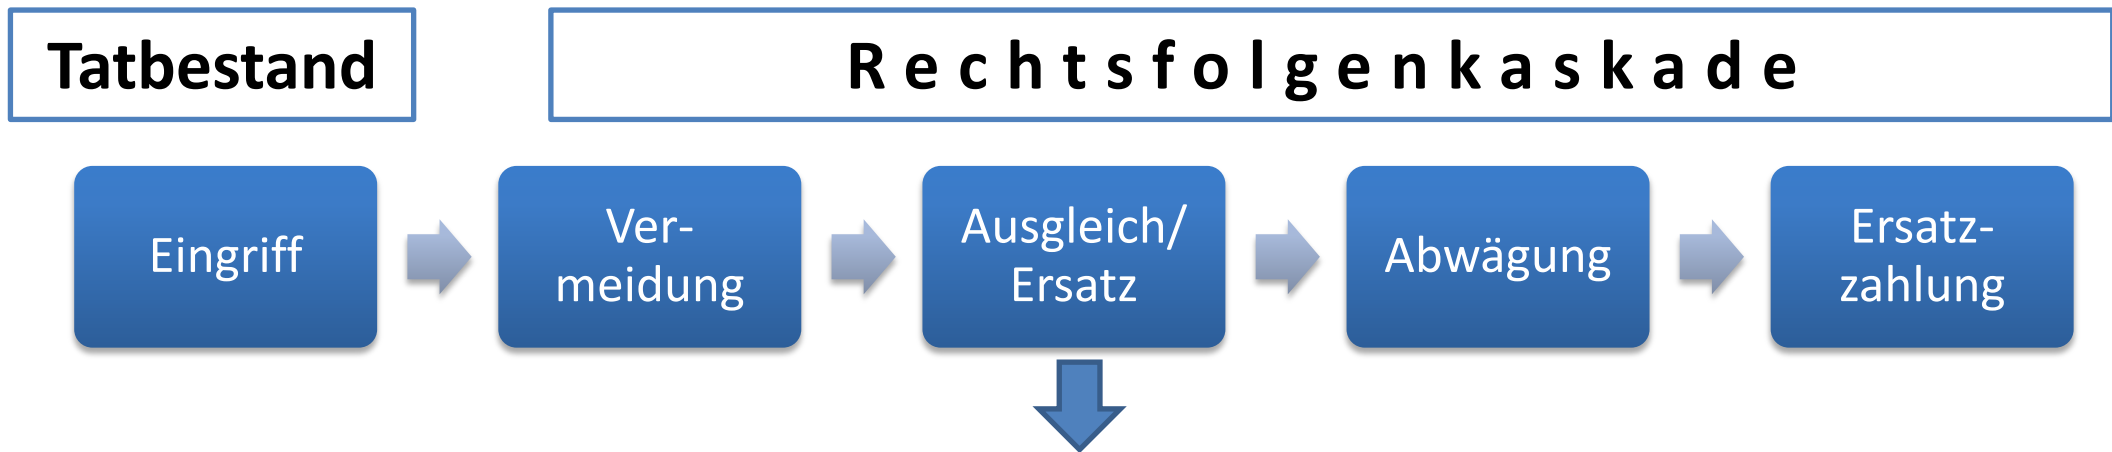 Tatbestand
Rechtsfolgenkaskade
Eingriff
Ver-
meidung
Ausgleich/
Ersatz
Abwägung
Ersatz-
zahlung